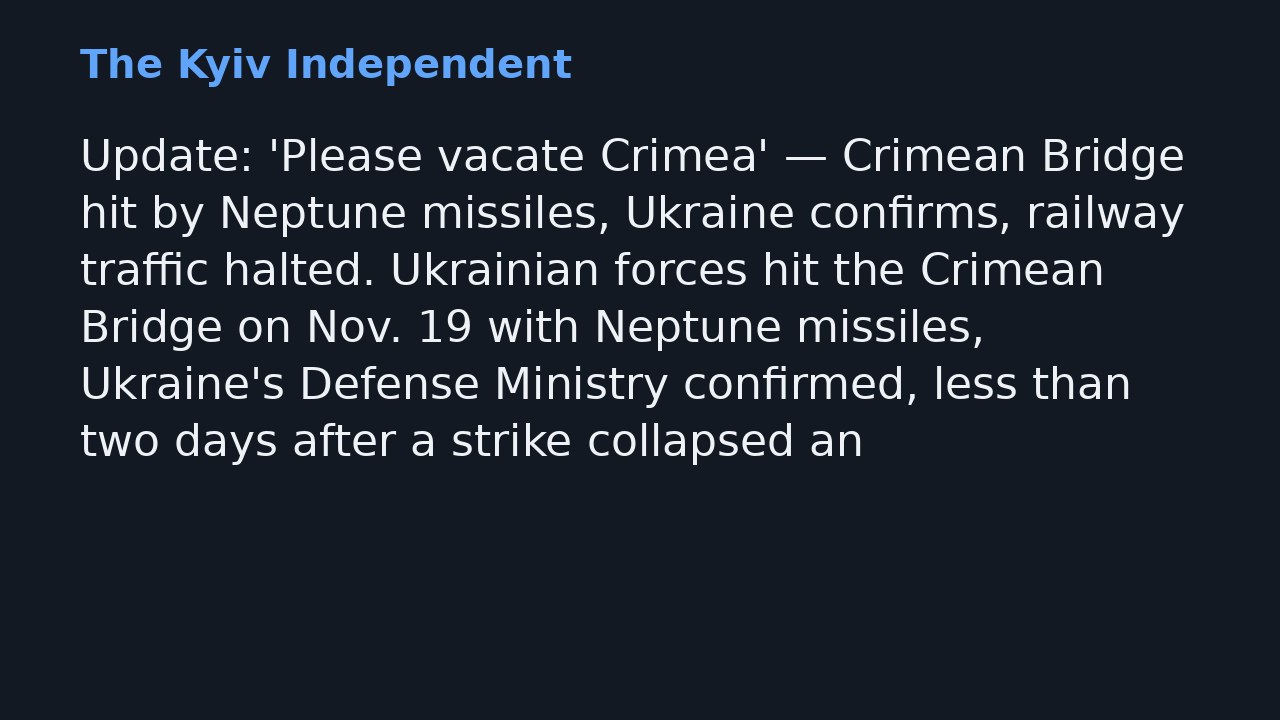 The Kyiv Independent
Update: 'Please vacate Crimea' — Crimean Bridge
hit by Neptune missiles, Ukraine confirms, railway
traffic halted. Ukrainian forces hit the Crimean
Bridge on Nov. 19 with Neptune missiles,
Ukraine's Defense Ministry confirmed, less than
two days after a strike collapsed an